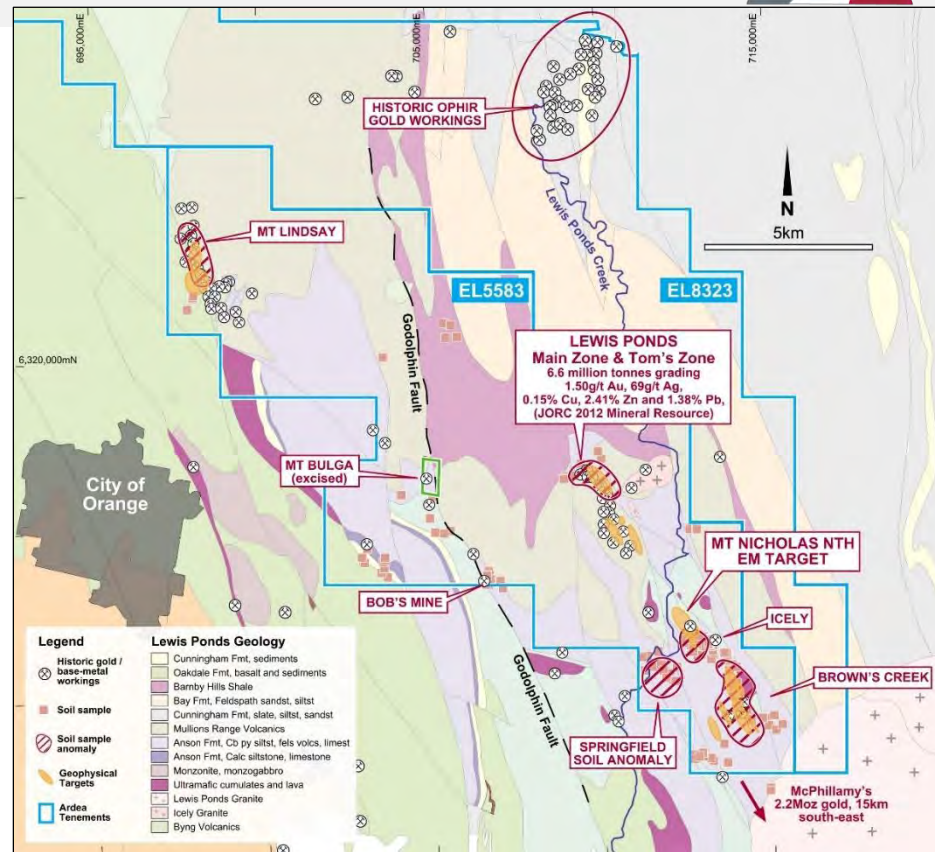 695,000mE
705,000mE
715,000mE
HISTORIC OPHIR
GOLD WORKINGS
Lewis Ponds Creek
N
5km
MT LINDSAY
EL5583
EL8323
Godolphin Fault
6,320,000mN
LEWIS PONDS
Main Zone & Tom's Zone
6.6 million tonnes grading
1.50g/t Au, 69g/t Ag,
0.15% Cu, 2.41% Zn and 1.38% Pb,
(JORC 2012 Mineral Resource)
City of
Orange
MT BULGA
(excised)
MT NICHOLAS NTH
EM TARGET
BOB'S MINE
ICELY
BROWN'S CREEK
Godolphin Fault
SPRINGFIELD
SOIL ANOMALY
McPhillamy's
2.2Moz gold, 15km
south-east
Legend
Historic gold /
base-metal
workings
Soil sample
Soil sample
anomaly
Geophysical
Targets
Ardea
Tenements
Lewis Ponds Geology
Cunningham Fmt, sediments
Oakdale Fmt, basalt and sediments
Barnby Hills Shale
Bay Fmt, Feldspath sandst, siltst
Cunningham Fmt, slate, siltst, sandst
Mullions Range Volcanics
Anson Fmt, Cb py siltst, fels volcs, limest
Anson Fmt, Calc siltstone, limestone
Monzonite, monzogabbro
Ultramafic cumulates and lava
Lewis Ponds Granite
Icely Granite
Byng Volcanics